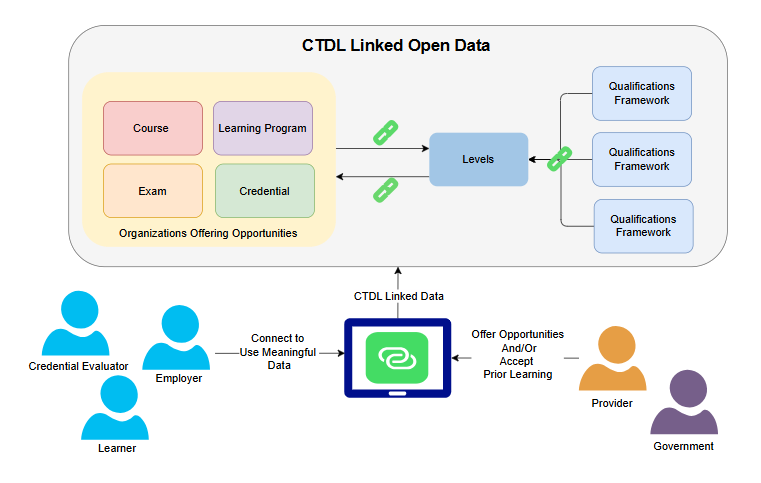 CTDL Linked Open Data
Course
Learning Program
Exam
Credential
Organizations Offering Opportunities
Levels
Qualifications
Framework
Qualifications
Framework
Qualifications
Framework
CTDL Linked Data
Credential Evaluator
Employer
Learner
Connect to
Use Meaningful
Data
Offer Opportunities
And/Or
Accept
Prior Learning
Provider
Government